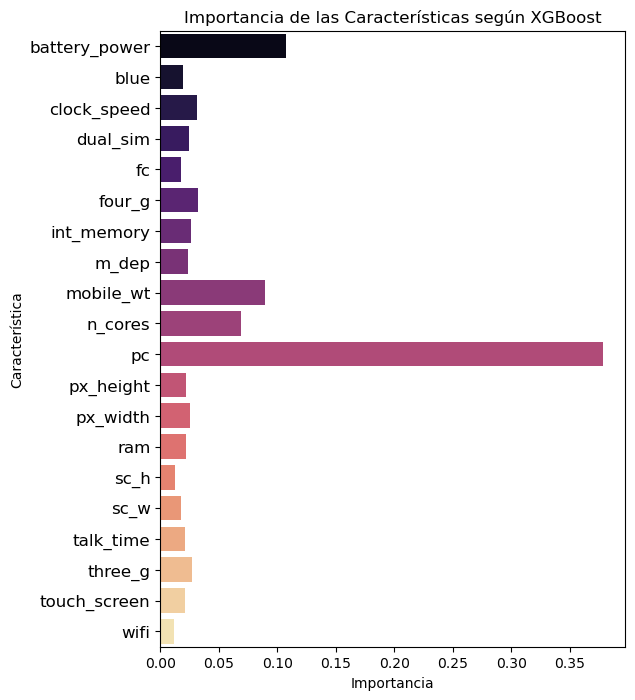 Importancia de las Características según XGBoost
Característica
battery_power
blue
clock_speed
dual_sim
fc
four_g
int_memory
m_dep
mobile_wt
n_cores
pc
px_height
px_width
ram
sc_h
sc_w
talk_time
three_g
touch_screen
wifi
0.00 0.05 0.10 0.15 0.20 0.25 0.30 0.35
Importancia